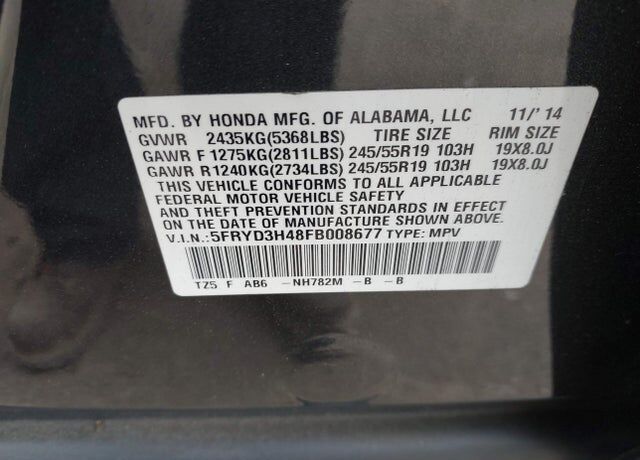 MFD. BY HONDA MFG. OF ALABAMA, LLC 11/' 14
GVWR 2435KG(5368LBS) TIRE SIZE RIM SIZE
GAWR F 1275KG(2811LBS) 245/55R19 103H 19X8.0J
GAWR R1240KG(2734LBS) 245/55R19 103H 19X8.0J
THIS VEHICLE CONFORMS TO ALL APPLICABLE
FEDERAL MOTOR VEHICLE SAFETY
AND THEFT PREVENTION STANDARDS IN EFFECT
ON THE DATE OF MANUFACTURE SHOWN ABOVE.
V.I.N.: 5FRYD3H48FB008677 TYPE: MPV
TZ5 F AB6 -NH782M -B -B